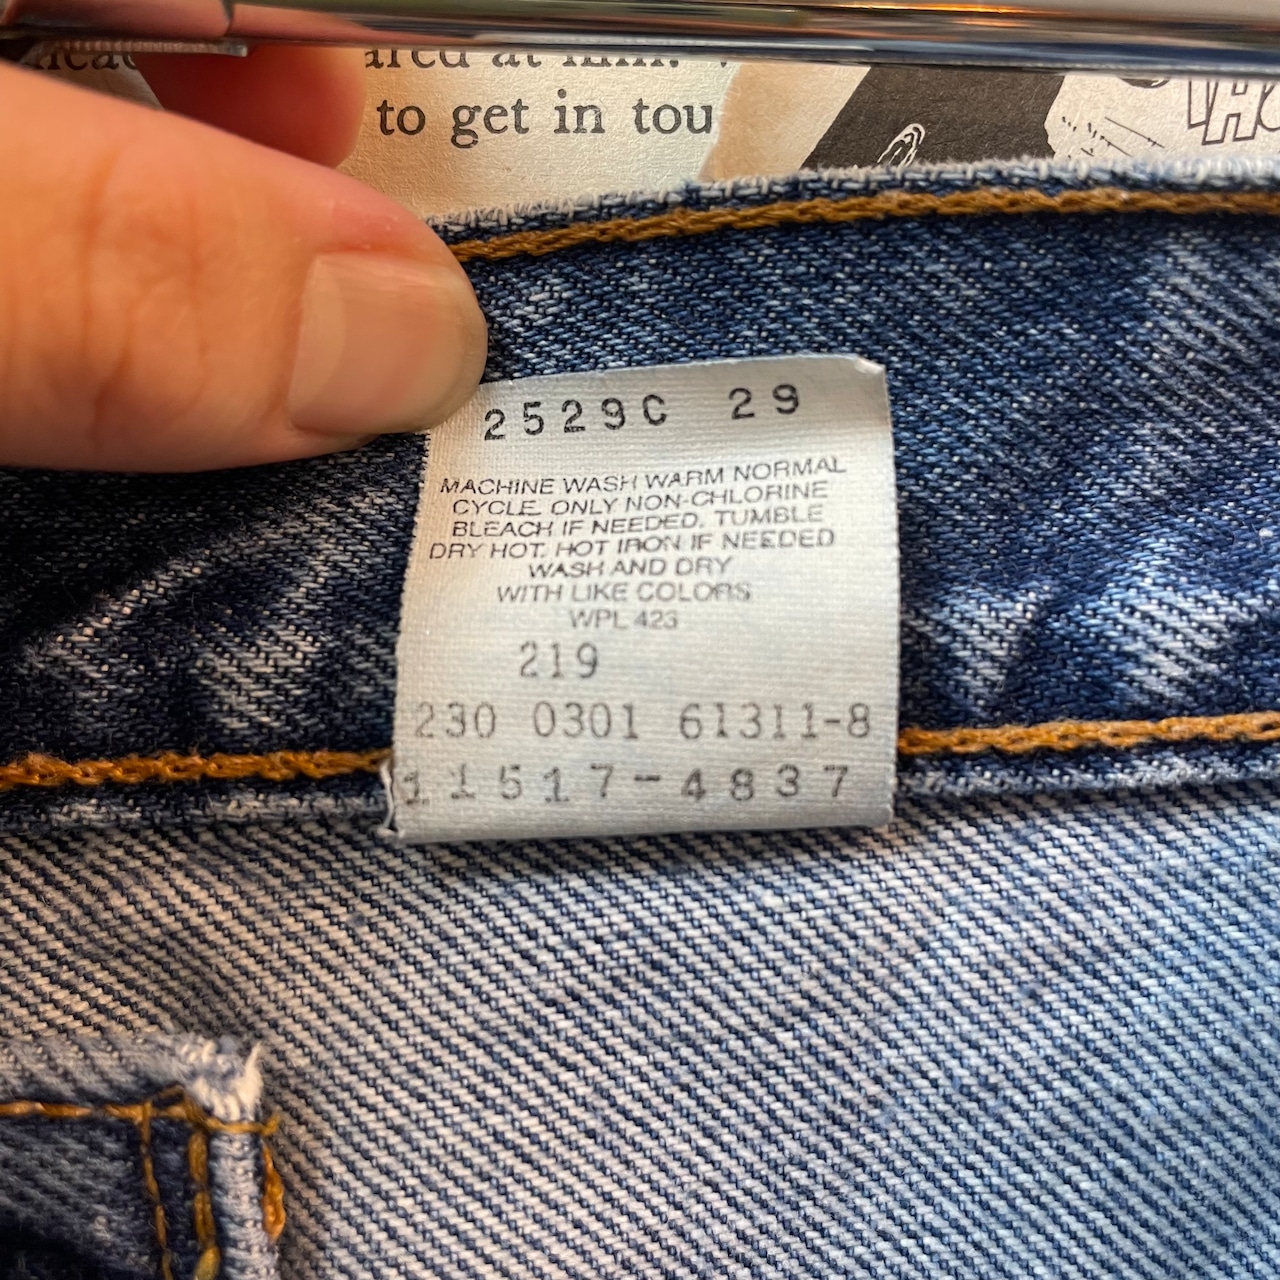 to get in tou
2529C 29
MACHINE WASH WARM NORMAL
CYCLE. ONLY NON-CHLORINE
BLEACH IF NEEDED. TUMBLE
DRY HOT. HOT IRON IF NEEDED
WASH AND DRY
WITH LIKE COLORS
WPL 423
219
230 0301 61311-8
11517-4837